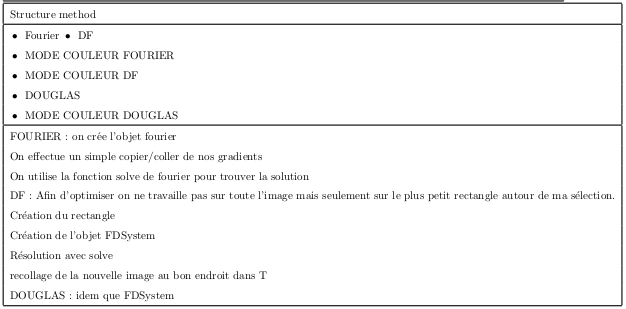 Structure method
• Fourier • DF
• MODE COULEUR FOURIER
• MODE COULEUR DF
• DOUGLAS
• MODE COULEUR DOUGLAS
FOURIER : on crée l'objet fourier
On effectue un simple copier/coller de nos gradients
On utilise la fonction solve de fourier pour trouver la solution
DF : Afin d'optimiser on ne travaille pas sur toute l'image mais seulement sur le plus petit rectangle autour de ma sélection.
Création du rectangle
Création de l'objet FDSystem
Résolution avec solve
recollage de la nouvelle image au bon endroit dans T
DOUGLAS : idem que FDSystem